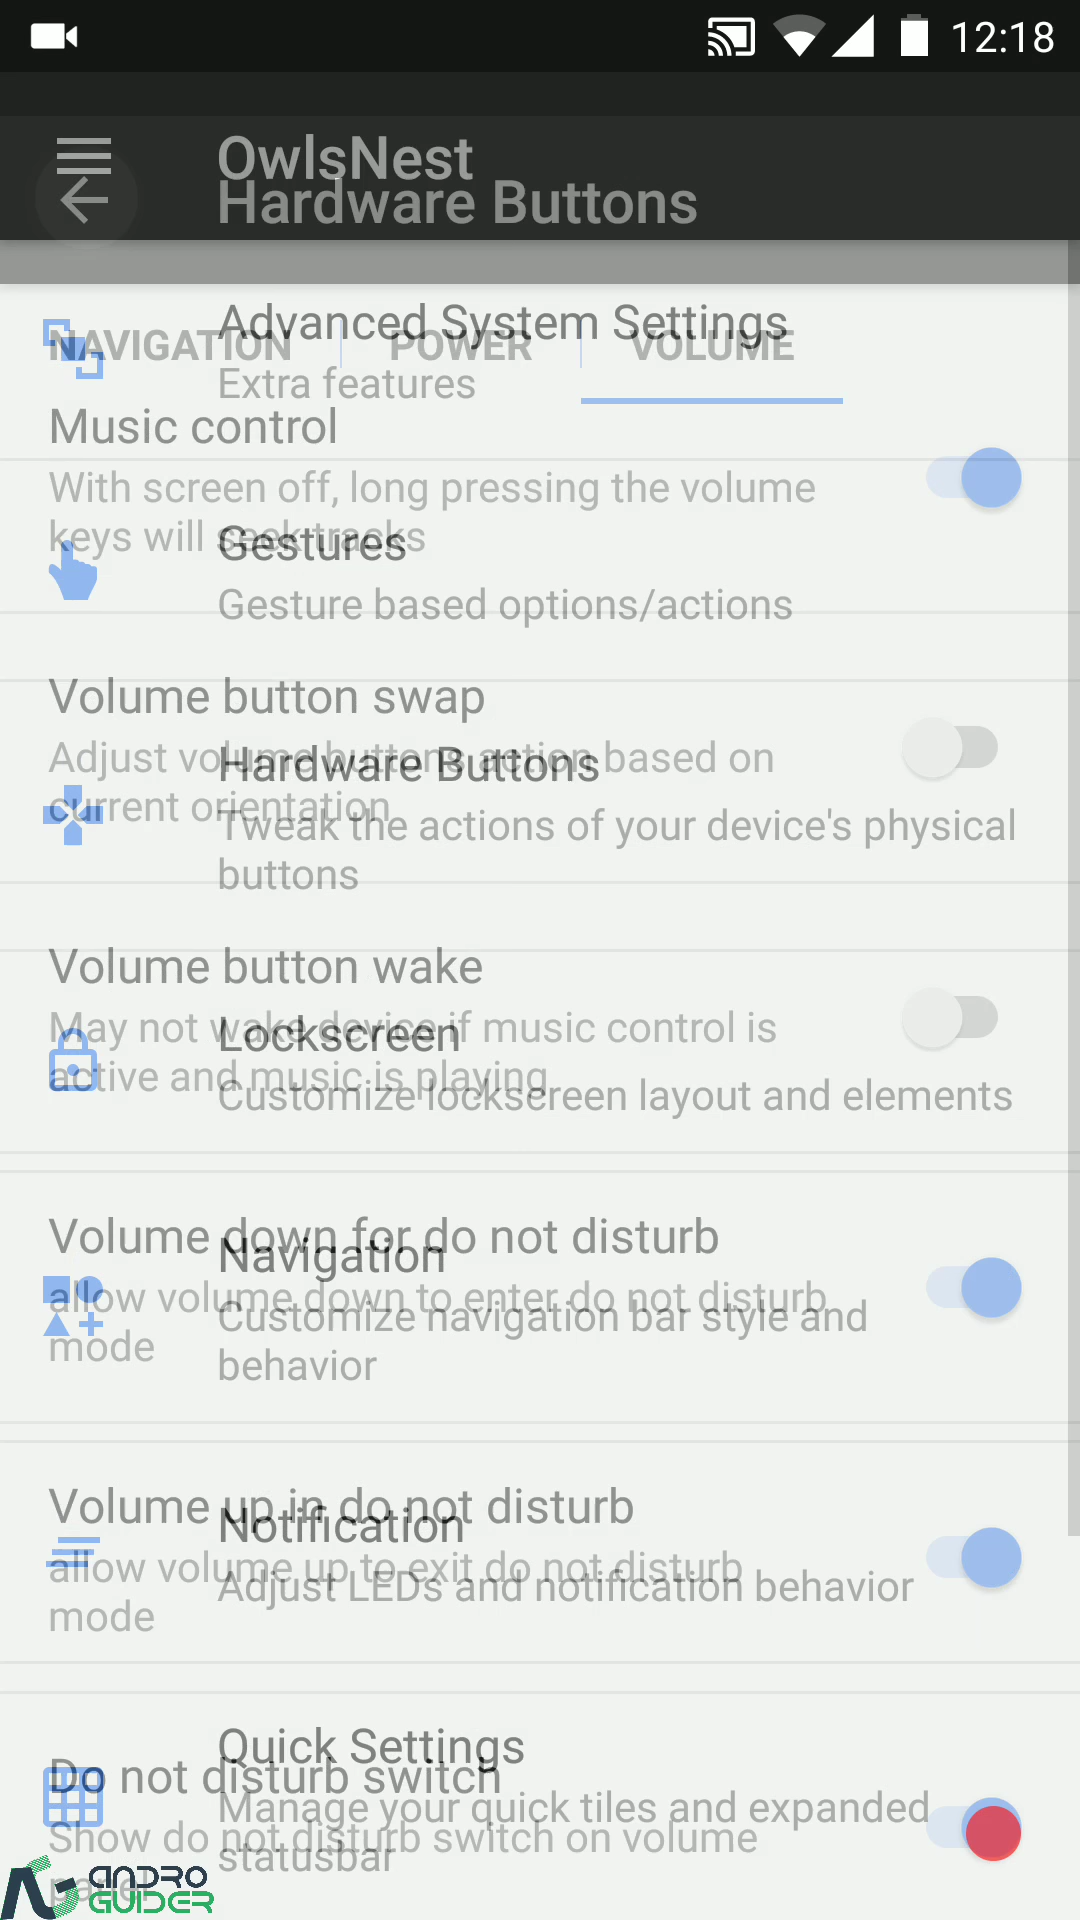 12:18
OwlsNest
Hardware Buttons
Advanced System Settings
NAVIGATION
POWER
VOLUME
Extra features
Music control
With screen off, long pressing the volume
keys will seek tracks
Gestures
Gesture based options/actions
Volume button swap
Adjust volume buttons action based on
Hardware Buttons
current orientation
Tweak the actions of your device's physical
buttons
Volume button wake
May not wake device if music control is
Lockscreen
active and music is playing
Customize lockscreen layout and elements
Volume down for do not disturb
Navigation
allow volume down to enter do not disturb
Customize navigation bar style and
mode
behavior
Volume up in do not disturb
Notification
allow volume up to exit do not disturb
Adjust LEDs and notification behavior
mode
Quick Settings
Do not disturb switch
Manage your quick tiles and expanded
Show do not disturb switch on volume
statusbar
panel
ANDRO
GUIDER